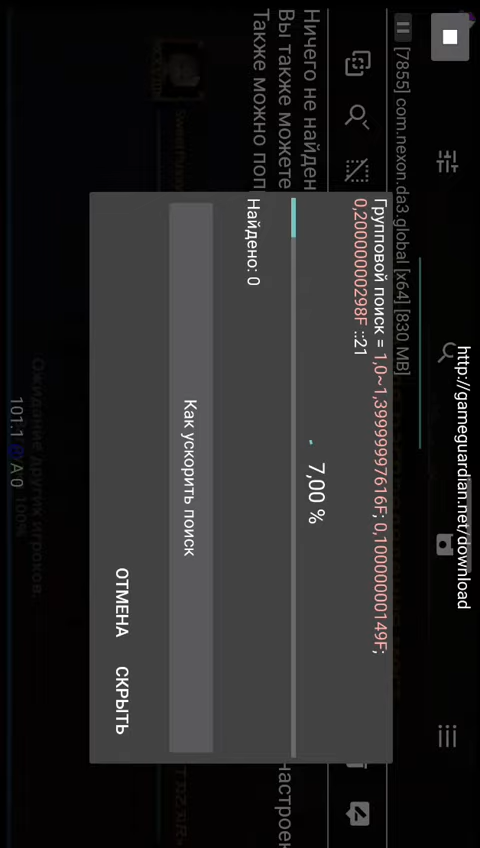 http://gameguardian.net/download
[7855] com.nexon.da3.global [x64] [830 MB]
Групповой поиск = 1,0~1,39999997616F; 0,10000000149F;
0,20000000298F ::21
7,00 %
Найдено: 0
Как ускорить поиск
ОТМЕНА СКРЫТЬ
Ничего не найден
Вы также можете
Также можно поп
настроек
Ожидание других игроков.
100%
101.1
/A 0